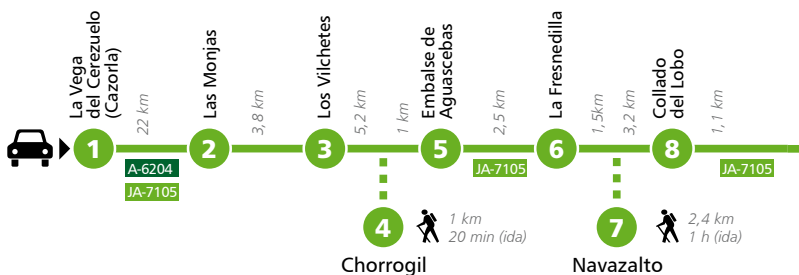 La Vega
del Cerezuelo
(Cazorla)
22 km
Las Monjas
3,8 km
Los Vilchetes
5,2 km
1 km
Embalse de
Aguascebas
2,5 km
La Fresnedilla
1,5km
3,2 km
Collado
del Lobo
1,1 km
1
2
3
5
6
8
A-6204
JA-7105
JA-7105
JA-7105
4
1 km
20 min (ida)
Chorrogil
7
2,4 km
1 h (ida)
Navazalto